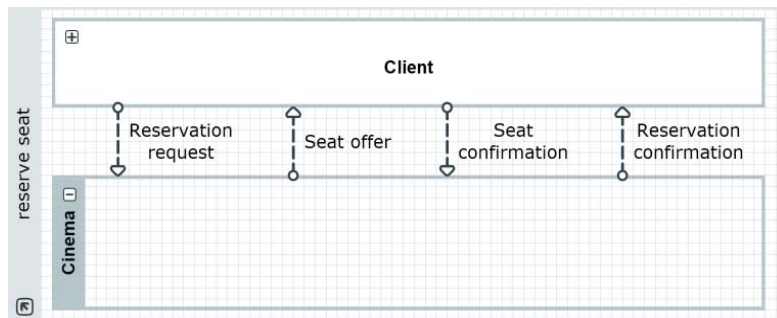 reserve seat
Client
Reservation
request
Seat offer
Seat
confirmation
Reservation
confirmation
Cinema